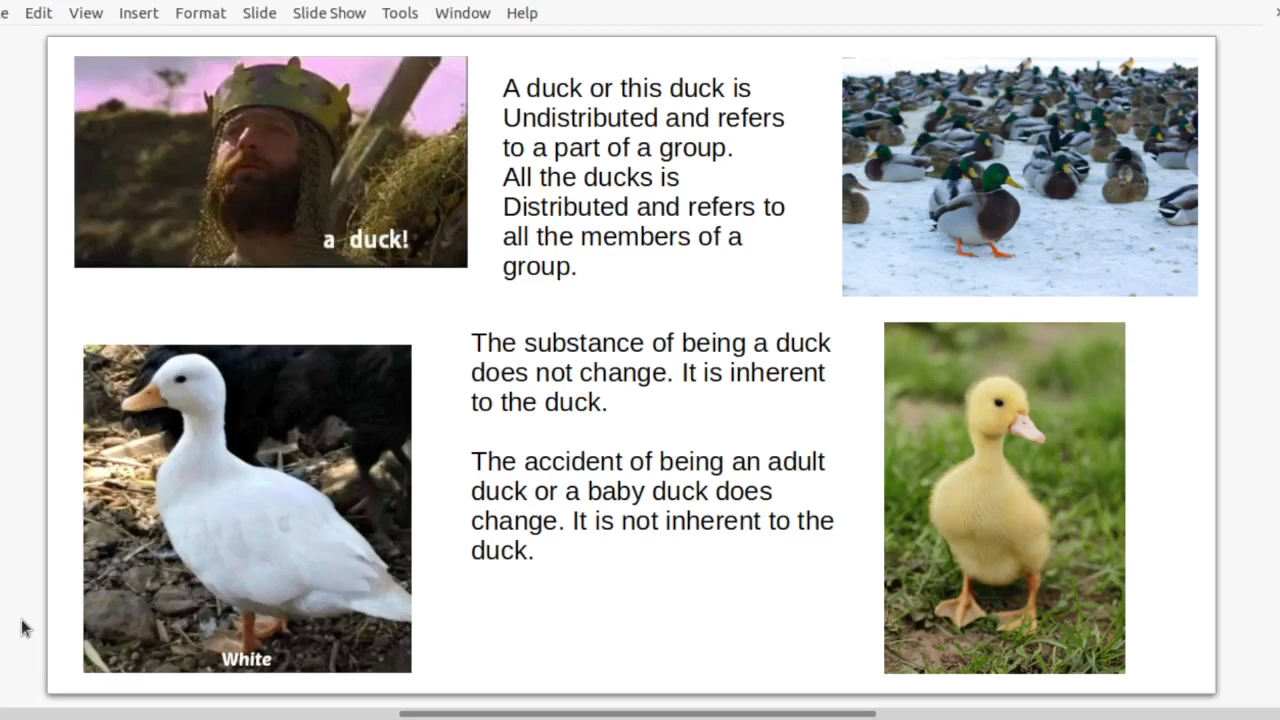 e Edit View Insert Format Slide Slide Show Tools Window Help
a duck!
A duck or this duck is
Undistributed and refers
to a part of a group.
All the ducks is
Distributed and refers to
all the members of a
group.
The substance of being a duck
does not change. It is inherent
to the duck.
The accident of being an adult
duck or a baby duck does
change. It is not inherent to the
duck.
White